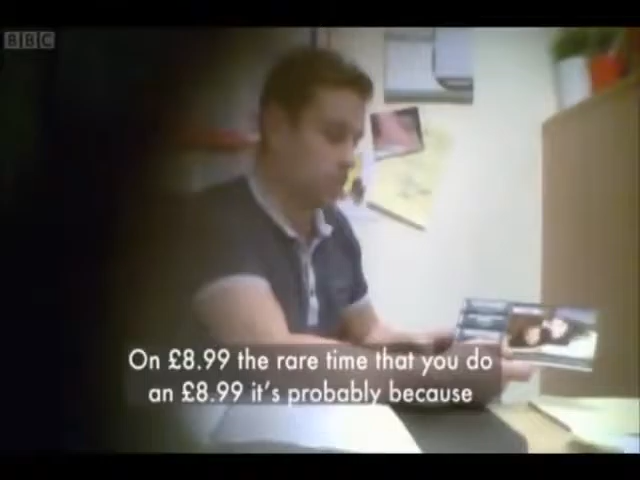 BBC
On £8.99 the rare time that you do
an £8.99 it's probably because